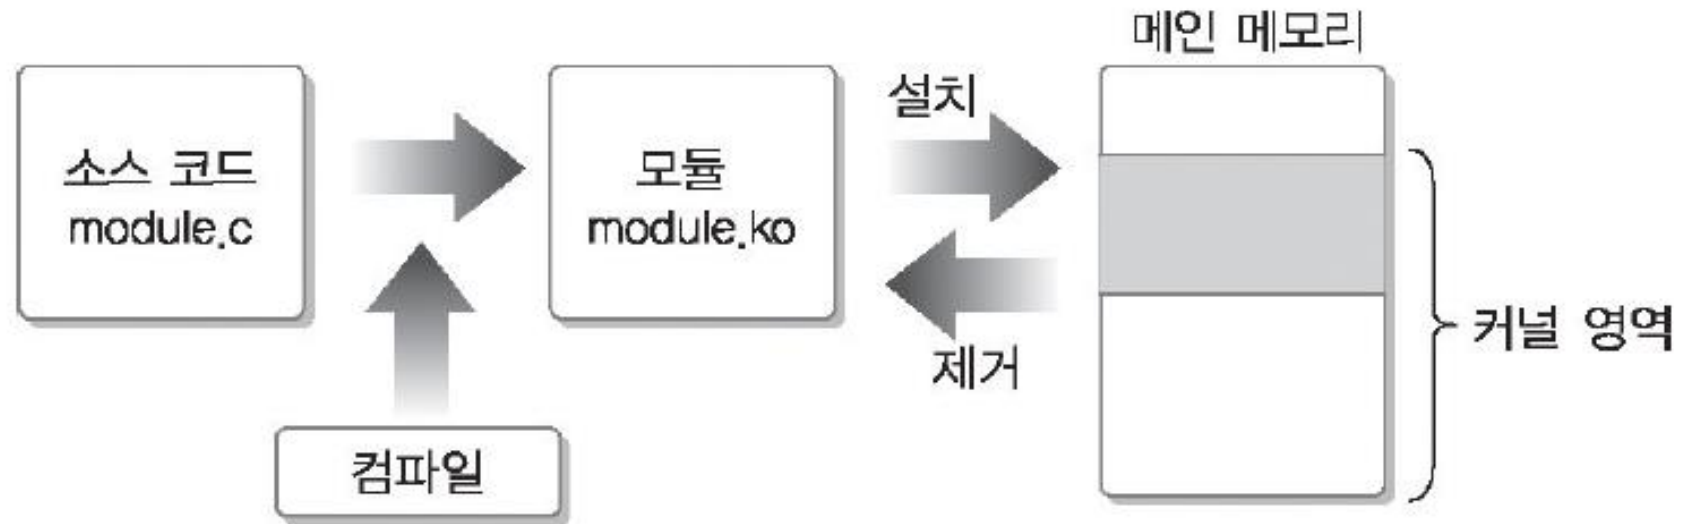 메인 메모리
소스 코드
module.c
모듈
module.ko
설치
제거
컴파일
커널 영역